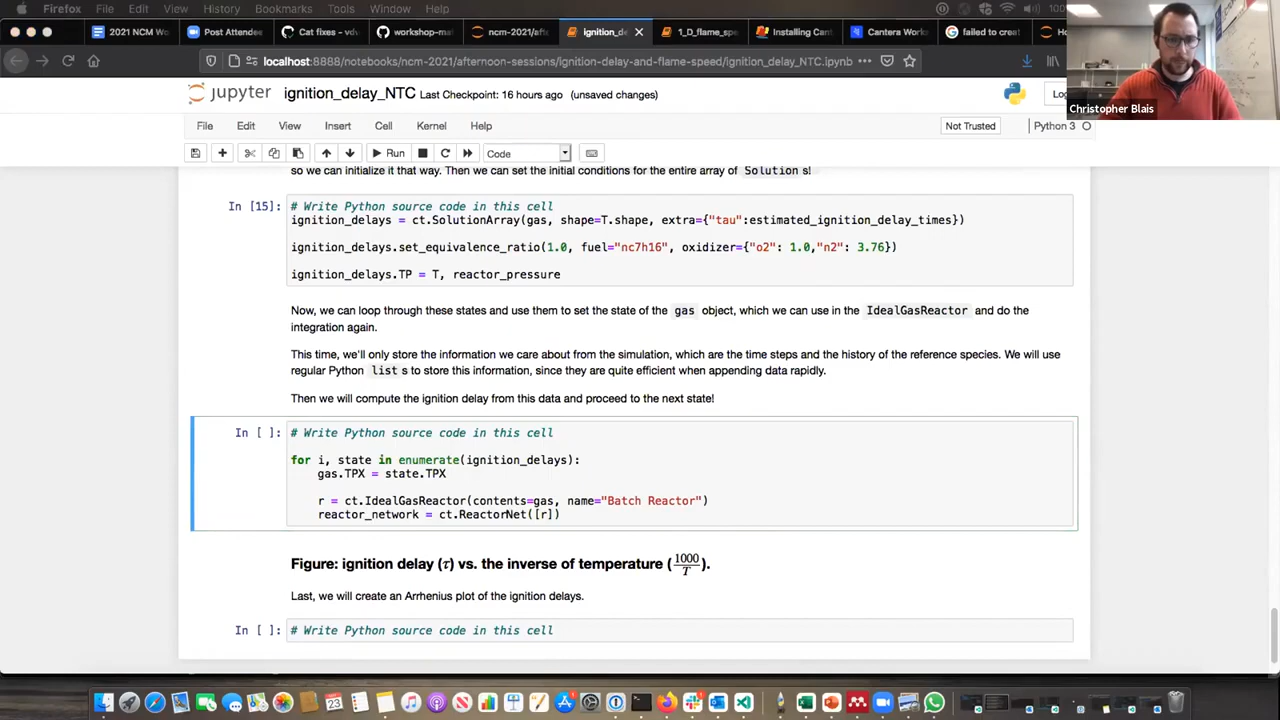 Firefox File Edit View History Bookmarks Tools Window Help
2021 NCM Wo Post Attendee Cat fixes - vdv workshop-mat ncm-2021/afte ignition_de 1_D_flame_spe Installing Cant Cantera Works failed to creat Ho
localhost:8888/notebooks/ncm-2021/afternoon-sessions/ignition-delay-and-flame-speed/ignition_delay_NTC.ipynb
jupyter ignition_delay_NTC Last Checkpoint: 16 hours ago (unsaved changes)
Christopher Blais
File Edit View Insert Cell Kernel Help Not Trusted Python 3
Run Code
so we can initialize it that way. Then we can set the initial conditions for the entire array of Solution s!
In [15]: # Write Python source code in this cell
ignition_delays = ct.SolutionArray(gas, shape=T.shape, extra={"tau":estimated_ignition_delay_times})
ignition_delays.set_equivalence_ratio(1.0, fuel="nc7h16", oxidizer={"o2": 1.0,"n2": 3.76})
ignition_delays.TP = T, reactor_pressure
Now, we can loop through these states and use them to set the state of the gas object, which we can use in the IdealGasReactor and do the
integration again.
This time, we'll only store the information we care about from the simulation, which are the time steps and the history of the reference species. We will use
regular Python list s to store this information, since they are quite efficient when appending data rapidly.
Then we will compute the ignition delay from this data and proceed to the next state!
In [ ]: # Write Python source code in this cell
for i, state in enumerate(ignition_delays):
gas.TPX = state.TPX
r = ct.IdealGasReactor(contents=gas, name="Batch Reactor")
reactor_network = ct.ReactorNet([r])
Figure: ignition delay (τ) vs. the inverse of temperature (1000/T).
Last, we will create an Arrhenius plot of the ignition delays.
In [ ]: # Write Python source code in this cell